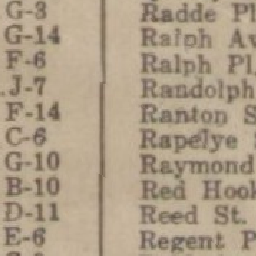 G-3 Radde Pl
G-14 Ralph Av
F-6 Ralph Pl.
J-7 Randolph
F-14 Ranton S
C-6 Rapelye
G-10 Raymond
B-10 Red Hook
D-11 Reed St.
E-6 Regent P